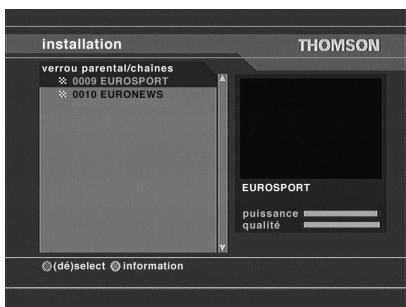 installation
THOMSON
verrou parental/chaînes
0009 EUROSPORT
0010 EURONEWS
EUROSPORT
puissance
qualité
(dé)select information